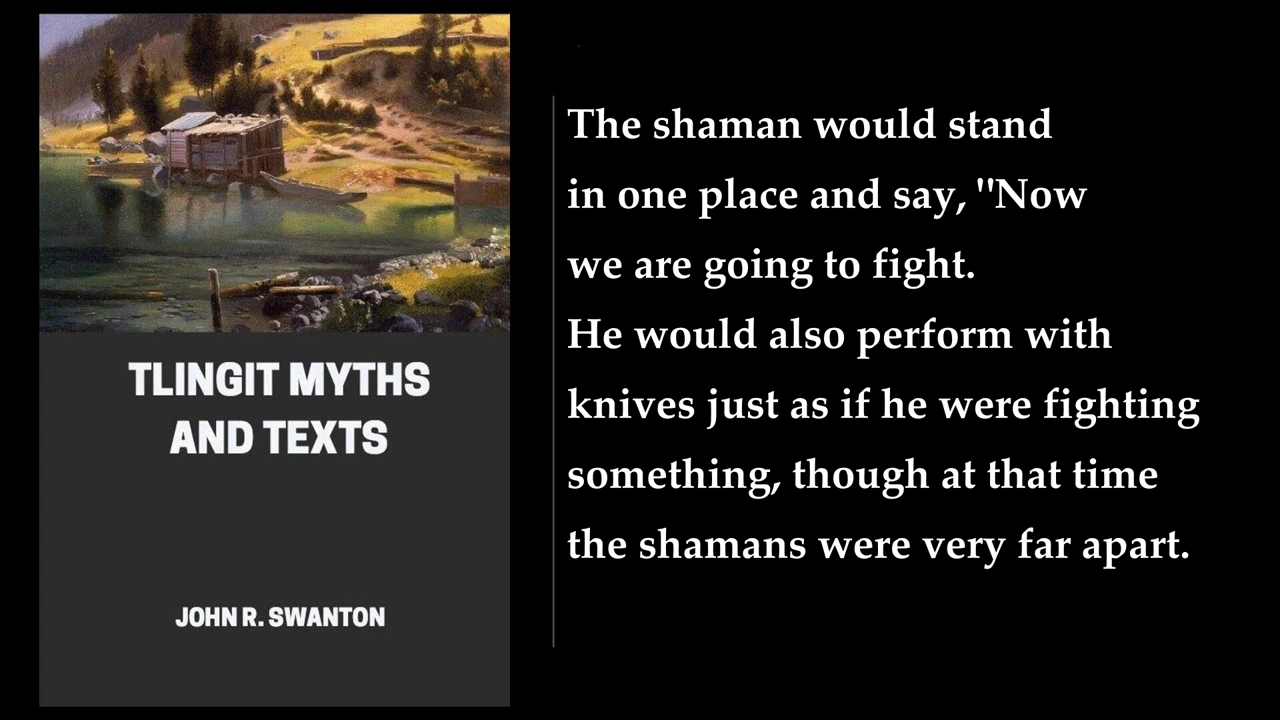 TLINGIT MYTHS
AND TEXTS
JOHN R. SWANTON
The shaman would stand
in one place and say, "Now
we are going to fight.
He would also perform with
knives just as if he were fighting
something, though at that time
the shamans were very far apart.